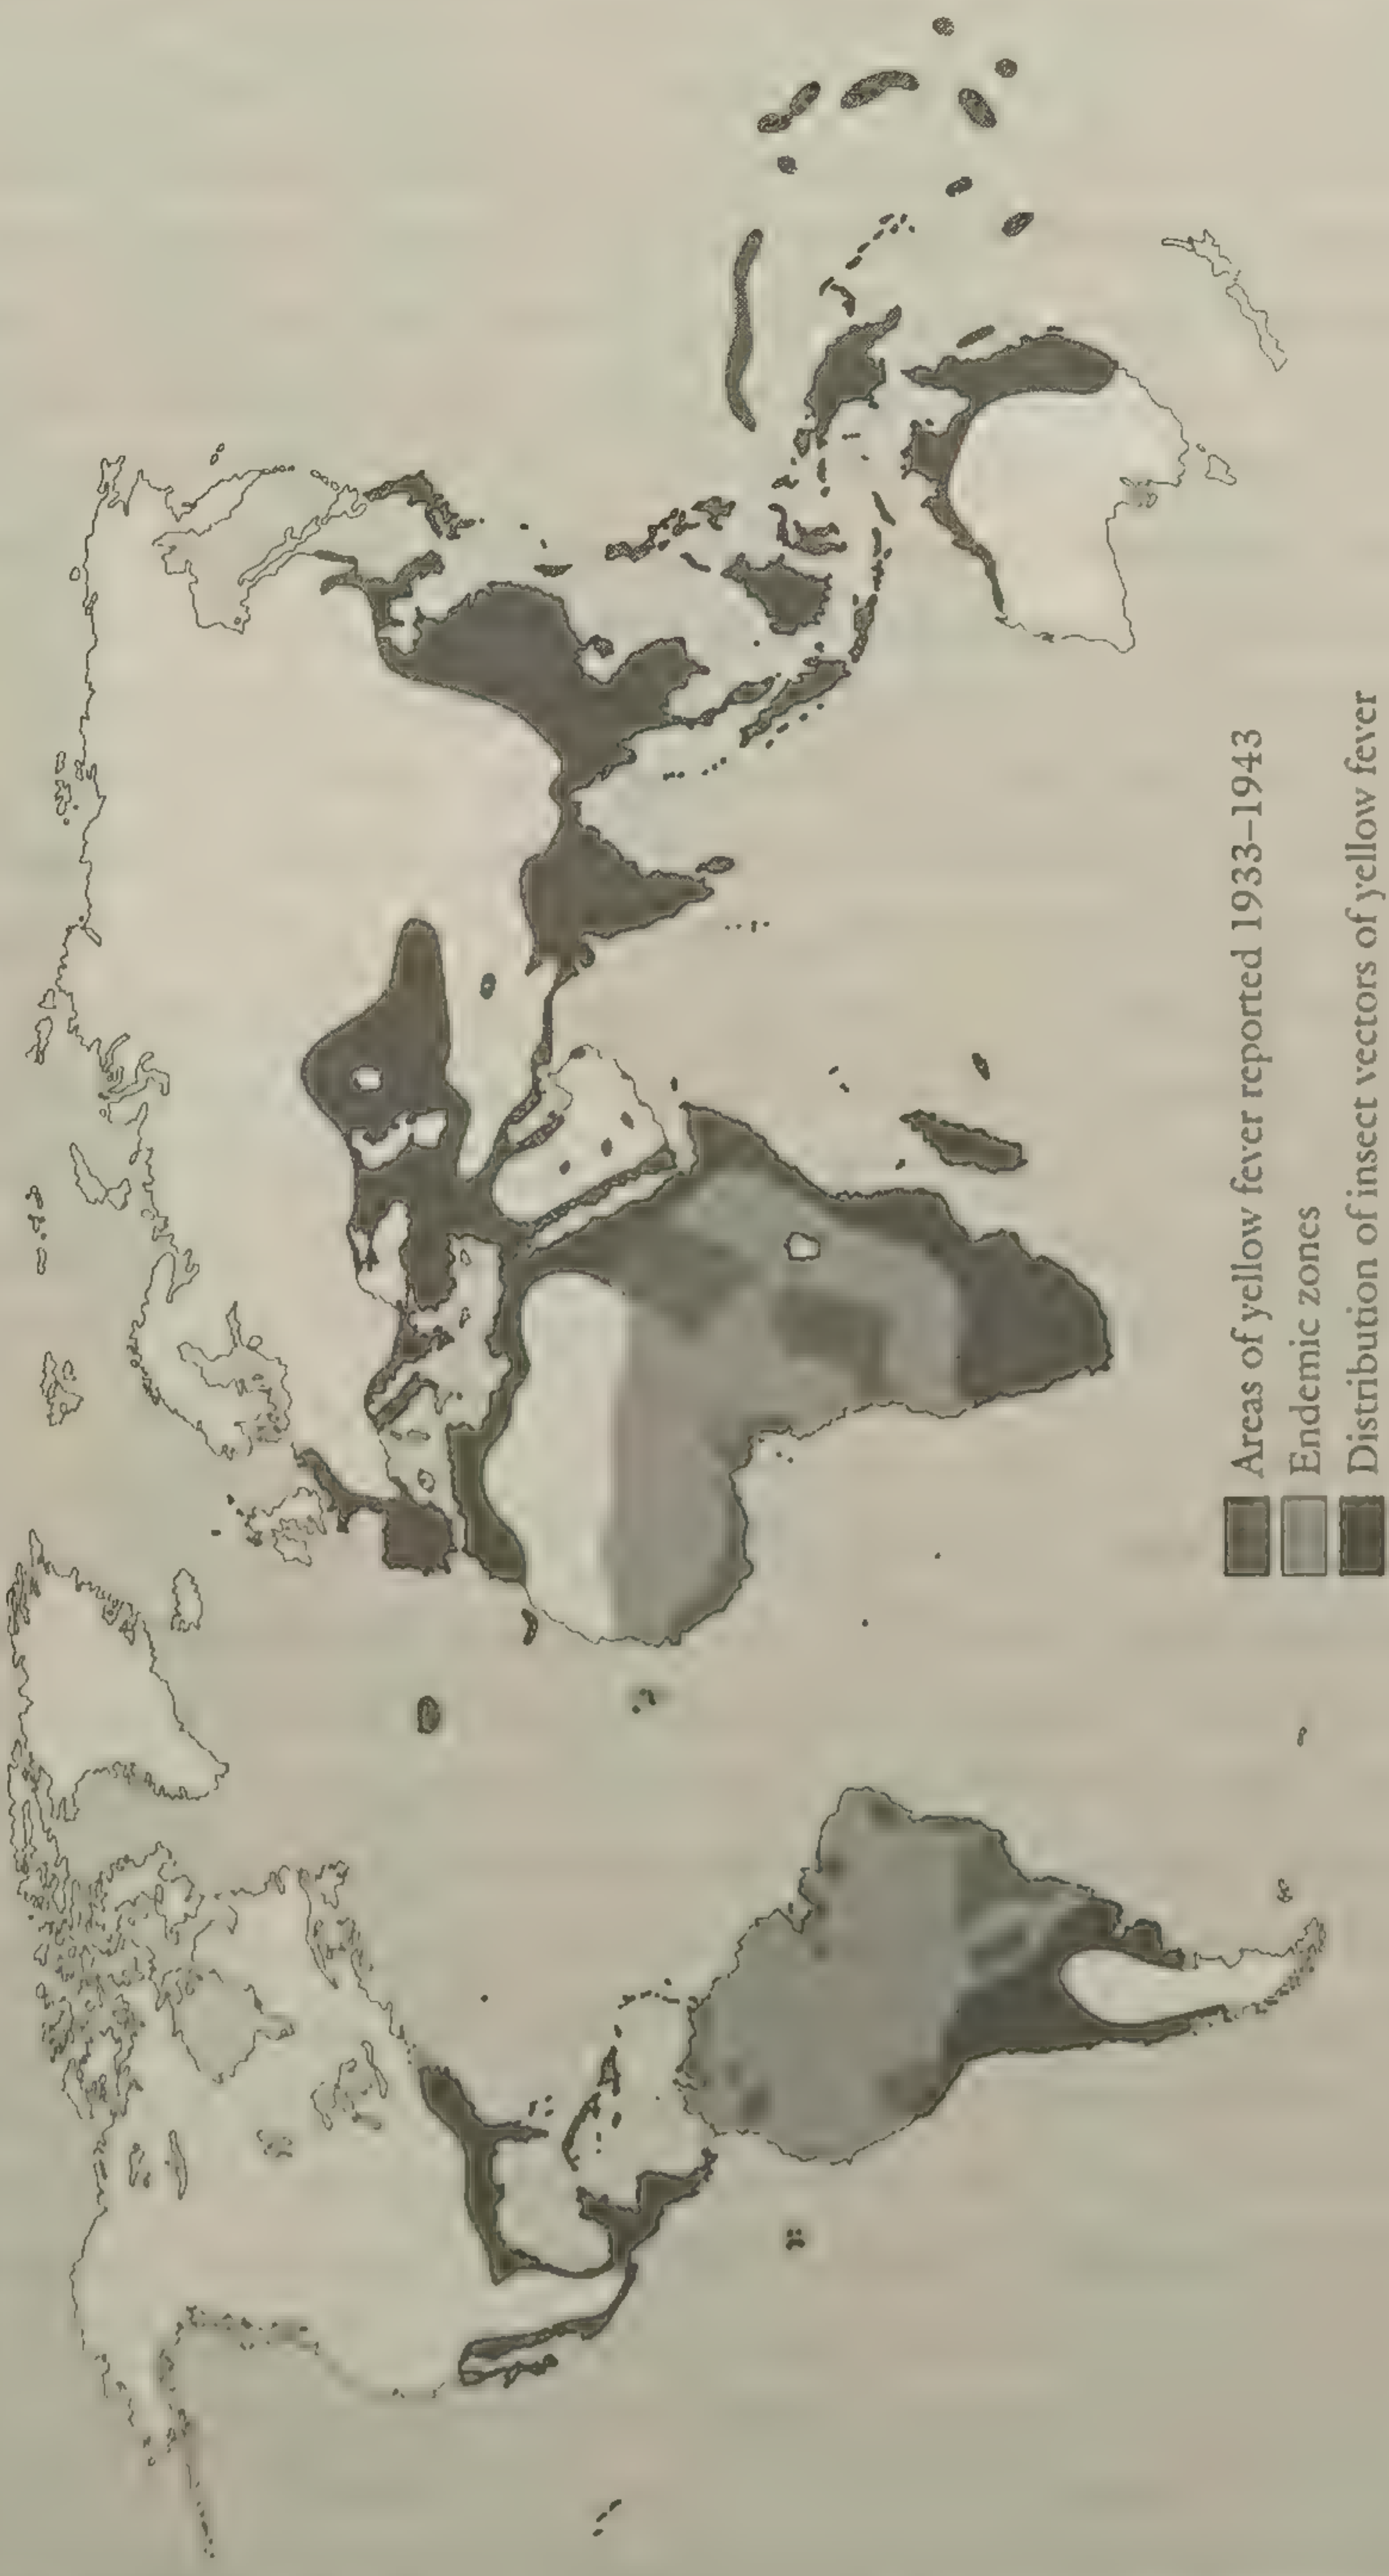 Areas of yellow fever reported 1933–1943
Endemic zones
Distribution of insect vectors of yellow fever